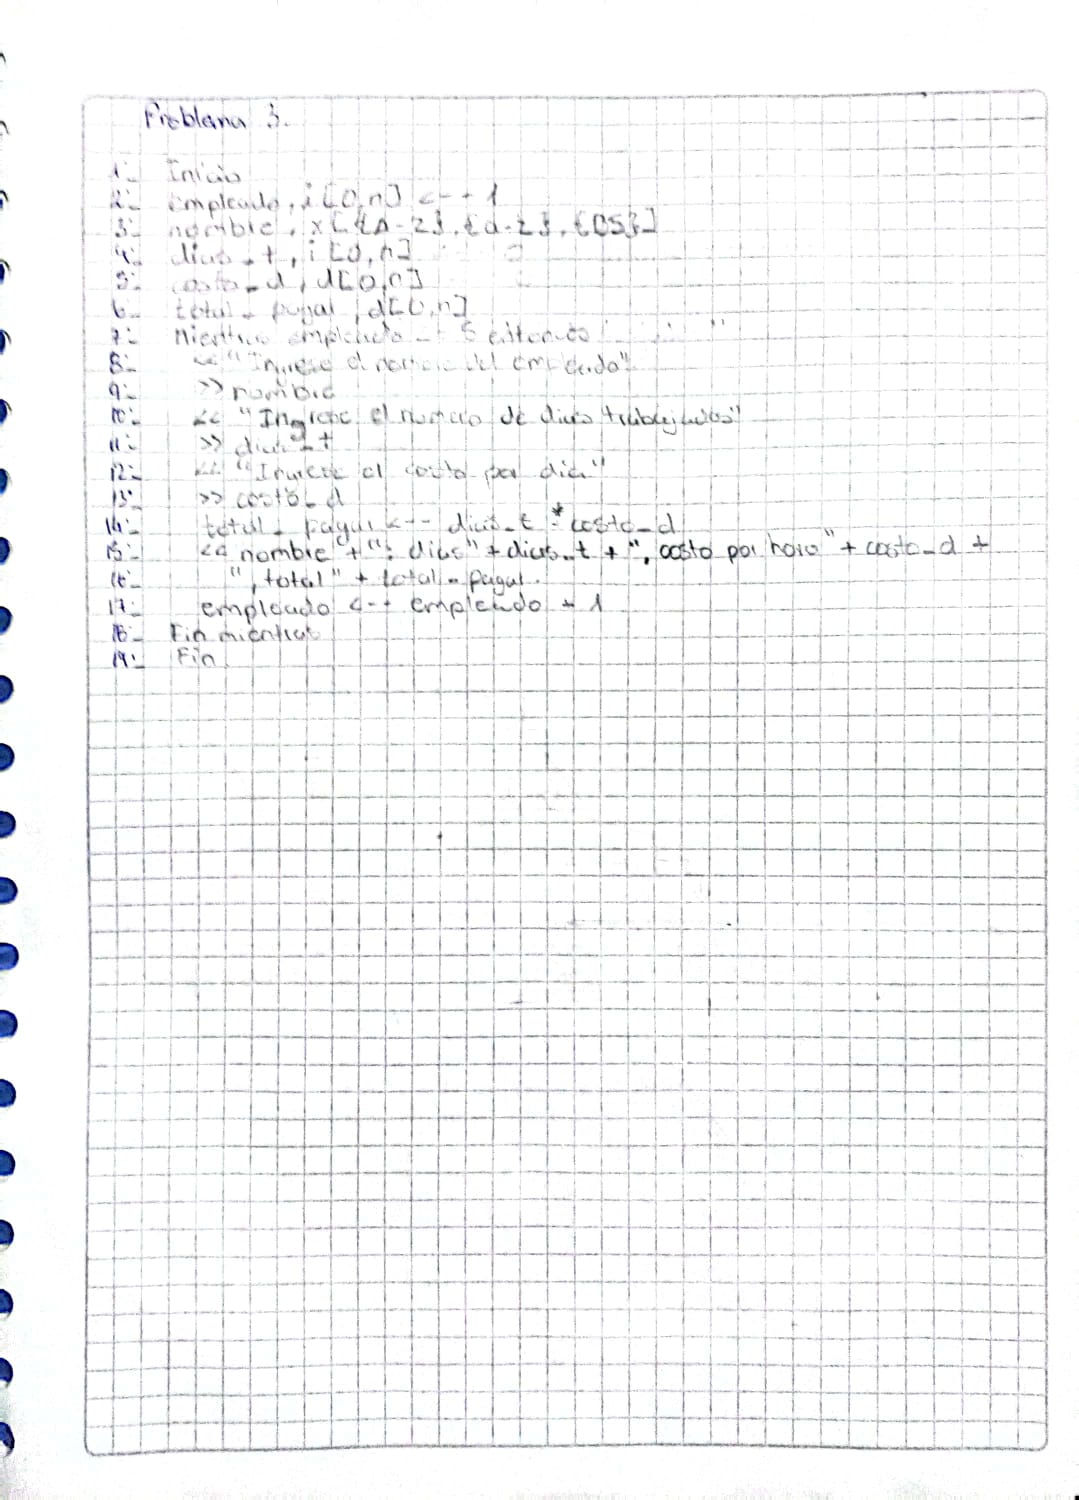 Problema 3.
1.- Inicio
2.- empleado, i [0,n] <-- 1
3.- nombre, x [{A-Z}, {a-z}, {CS}]
4.- dias_t, i [0,n]
5.- costo_d, d[0,n]
6.- total_pagar, d[0,n]
7.- mientras empleado 5 entonces
8.- << "Ingrese el nombre del empleado"
9.- >> nombre
10.- << "Ingrese el numero de dias trabajados"
11.- >> dias_t
12.- << "Ingrese el costo por dia"
13.- >> costo_d
14.- total_pagar <-- dias_t * costo_d
15.- << nombre + ": dias" + dias_t + ", costo por hora" + costo_d +
16.- ", total" + total_pagar.
17.- empleado <-- empleado + 1
18.- Fin mientras
19.- Fin